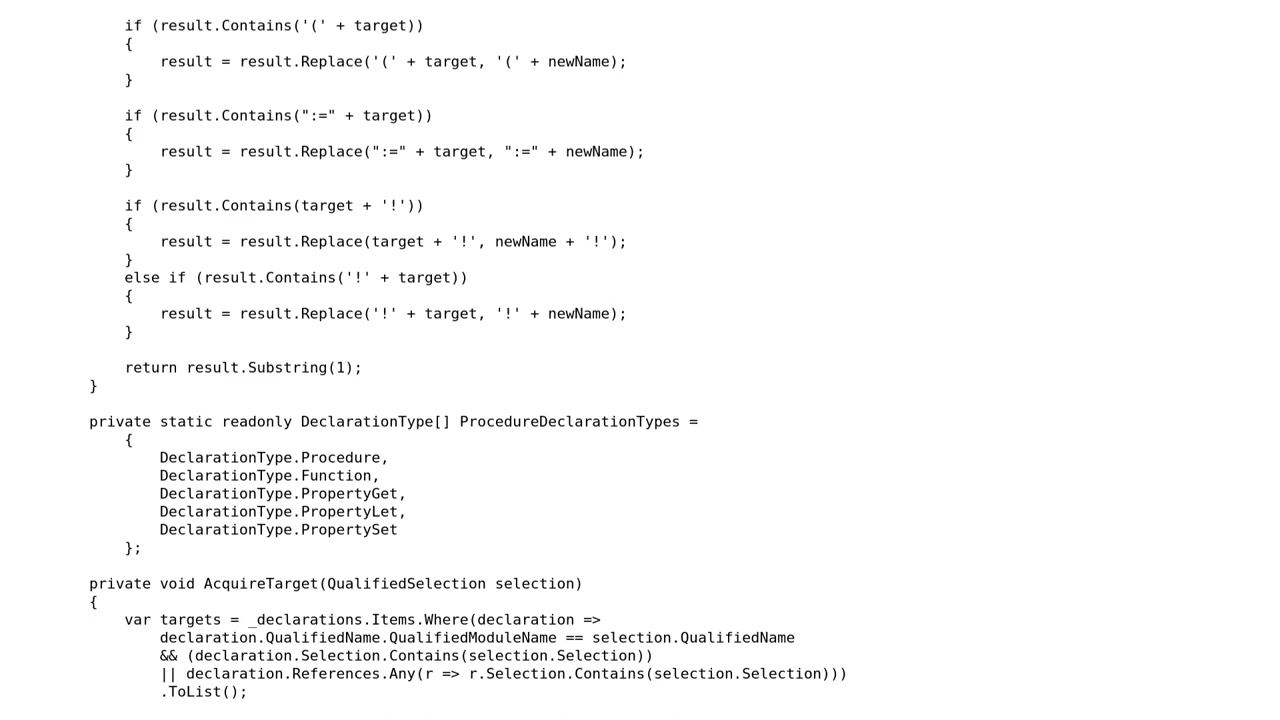 if (result.Contains('(' + target))
{
result = result.Replace('(' + target, '(' + newName);
}
if (result.Contains(":=" + target))
{
result = result.Replace(":=" + target, ":=" + newName);
}
if (result.Contains(target + '!'))
{
result = result.Replace(target + '!', newName + '!');
}
else if (result.Contains('!' + target))
{
result = result.Replace('!' + target, '!' + newName);
}
return result.Substring(1);
}
private static readonly DeclarationType[] ProcedureDeclarationTypes =
{
DeclarationType.Procedure,
DeclarationType.Function,
DeclarationType.PropertyGet,
DeclarationType.PropertyLet,
DeclarationType.PropertySet
};
private void AcquireTarget(QualifiedSelection selection)
{
var targets = _declarations.Items.Where(declaration =>
declaration.QualifiedName.QualifiedModuleName == selection.QualifiedName
&& (declaration.Selection.Contains(selection.Selection))
|| declaration.References.Any(r => r.Selection.Contains(selection.Selection)))
.ToList();